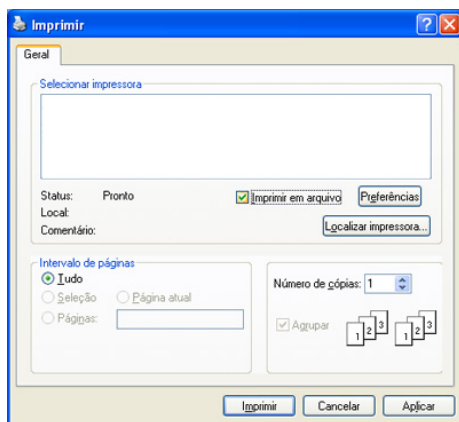 Imprimir
Geral
Selecionar impressora
Status: Pronto
Local:
Comentário:
Imprimir em arquivo
Preferências
Localizar impressora...
Intervalo de páginas
Tudo
Seleção Página atual
Páginas:
Número de cópias: 1
Agrupar
1 2 3 1 2 3
Imprimir Cancelar Aplicar